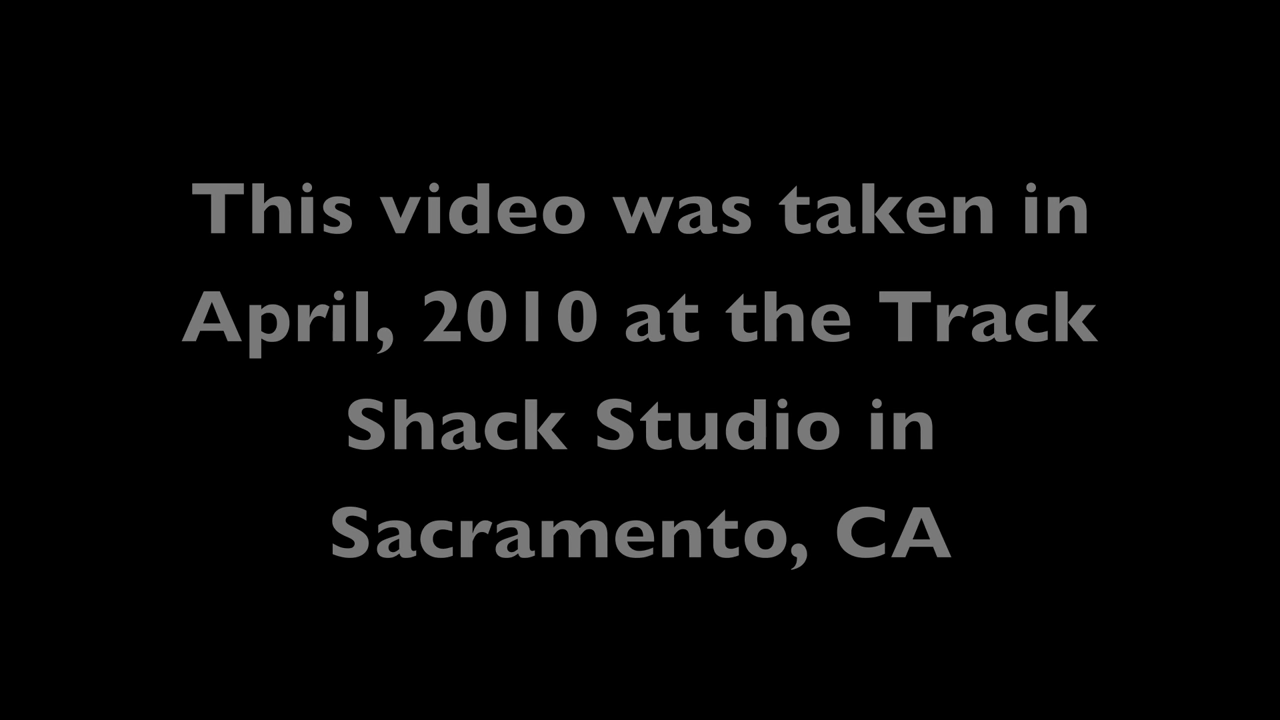 This video was taken in
April, 2010 at the Track
Shack Studio in
Sacramento, CA